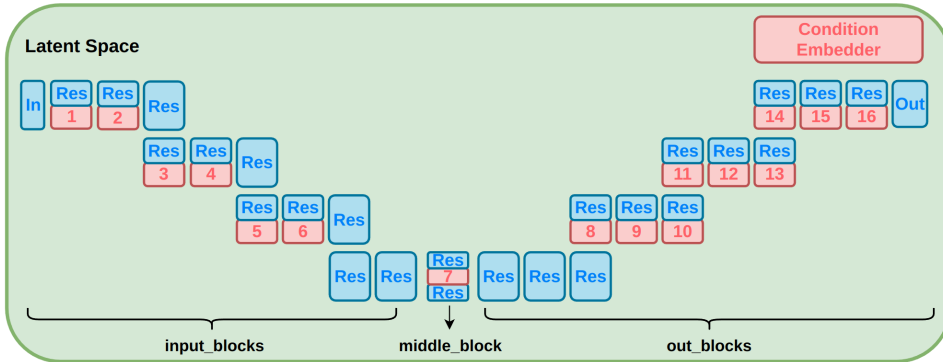 Condition
Embedder
Latent Space
In Res Res Res Res Res Res Out
1 2 14 15 16
Res Res Res Res Res Res
3 4 11 12 13
Res Res Res Res Res Res
5 6 8 9 10
Res Res Res Res Res Res
7
Res
input_blocks middle_block out_blocks